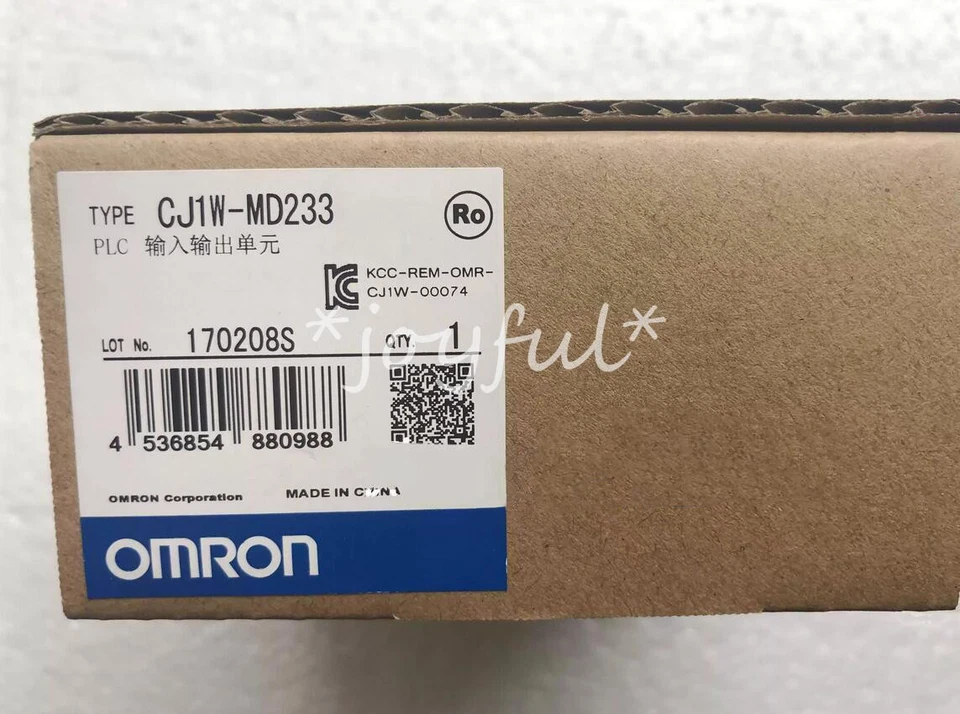 TYPE CJ1W-MD233
Ro
PLC 输入输出单元
KC KCC-REM-OMR-
CJ1W-00074
*joyful*
LOT No. 170208S QTY. 1
4 536854 880988
OMRON Corporation MADE IN CHINA
OMRON